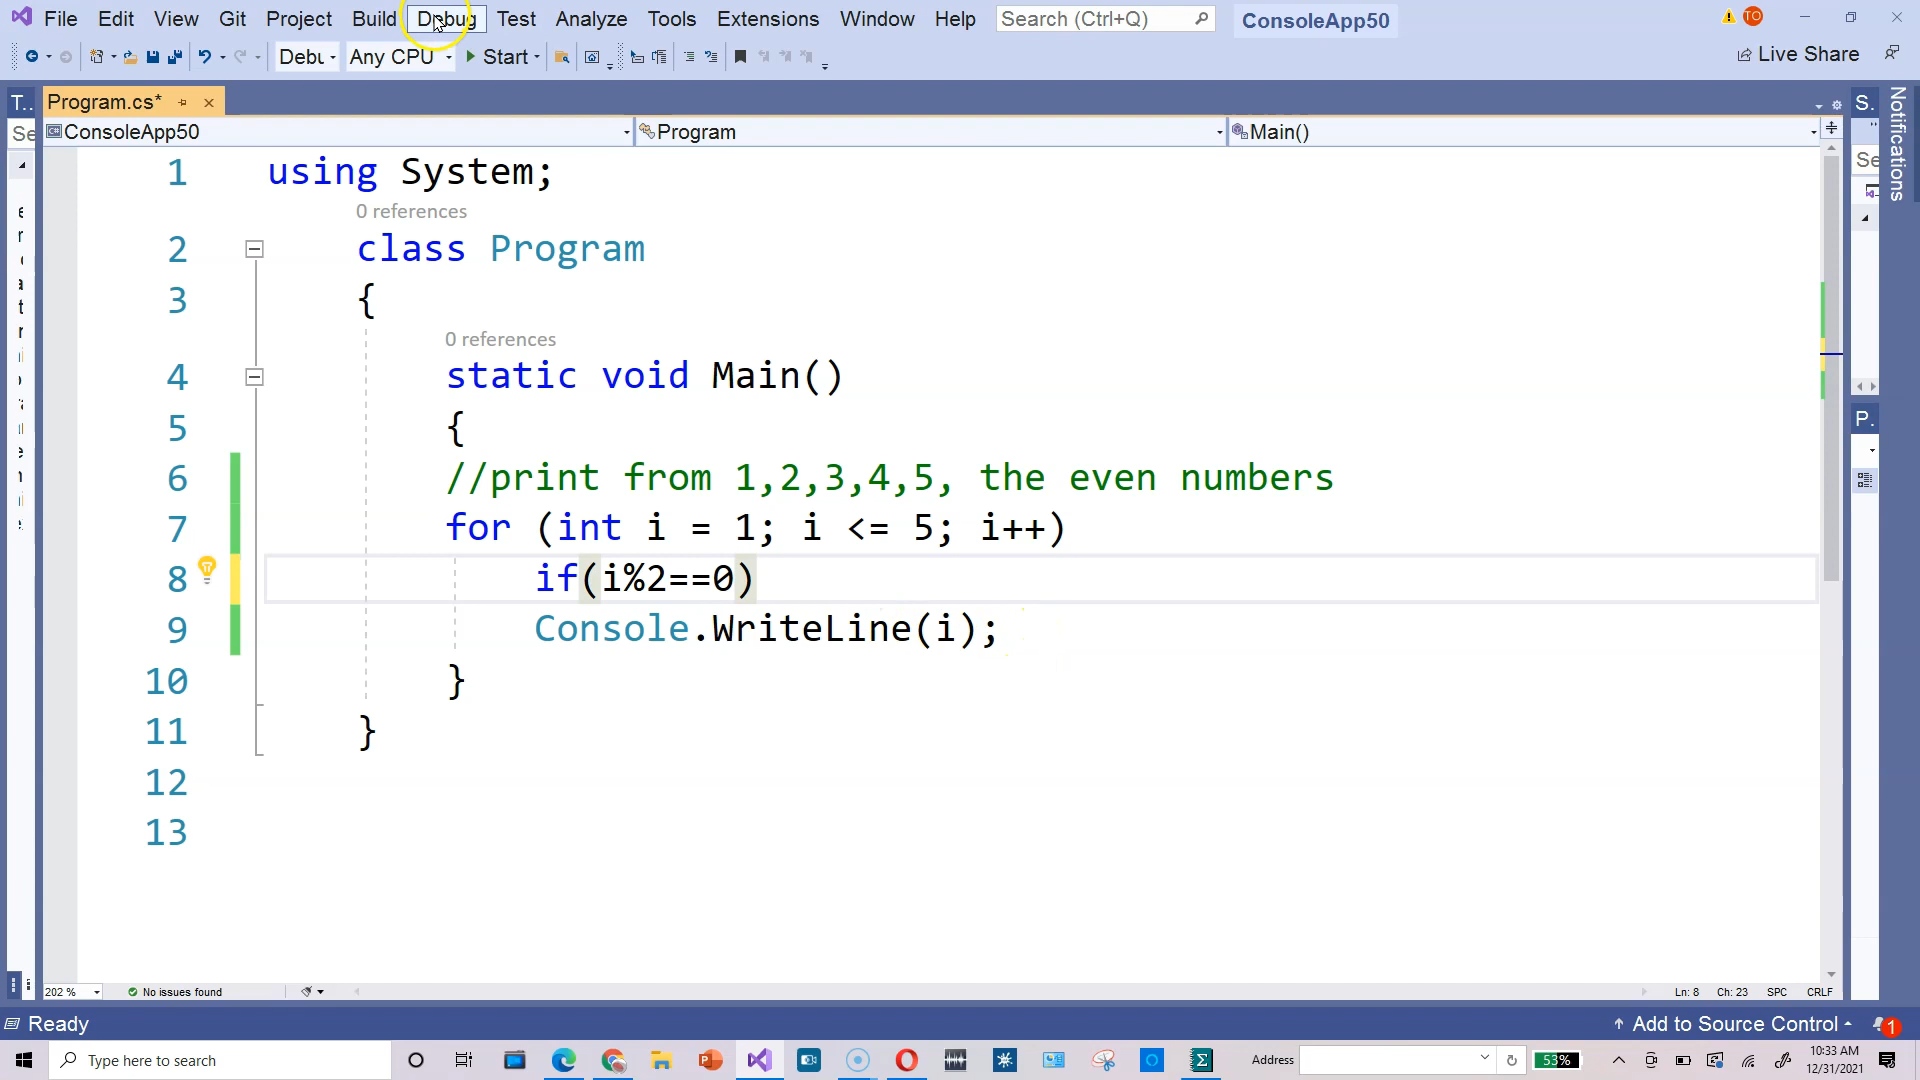 File Edit View Git Project Build Debug Test Analyze Tools Extensions Window Help Search (Ctrl+Q) ConsoleApp50 TO
Debu Any CPU Start Live Share
T.. Program.cs* S.. Notifications
Se ConsoleApp50 Program Main()
Se
1 using System;
0 references
2 class Program
3 {
0 references
4 static void Main()
5 {
6 //print from 1,2,3,4,5, the even numbers
7 for (int i = 1; i <= 5; i++)
8 if(i%2==0)
9 Console.WriteLine(i);
10 }
11 }
12
13
P.
202 % No issues found Ln: 8 Ch: 23 SPC CRLF
Ready Add to Source Control 1
Type here to search Address 53% 10:33 AM
12/31/2021